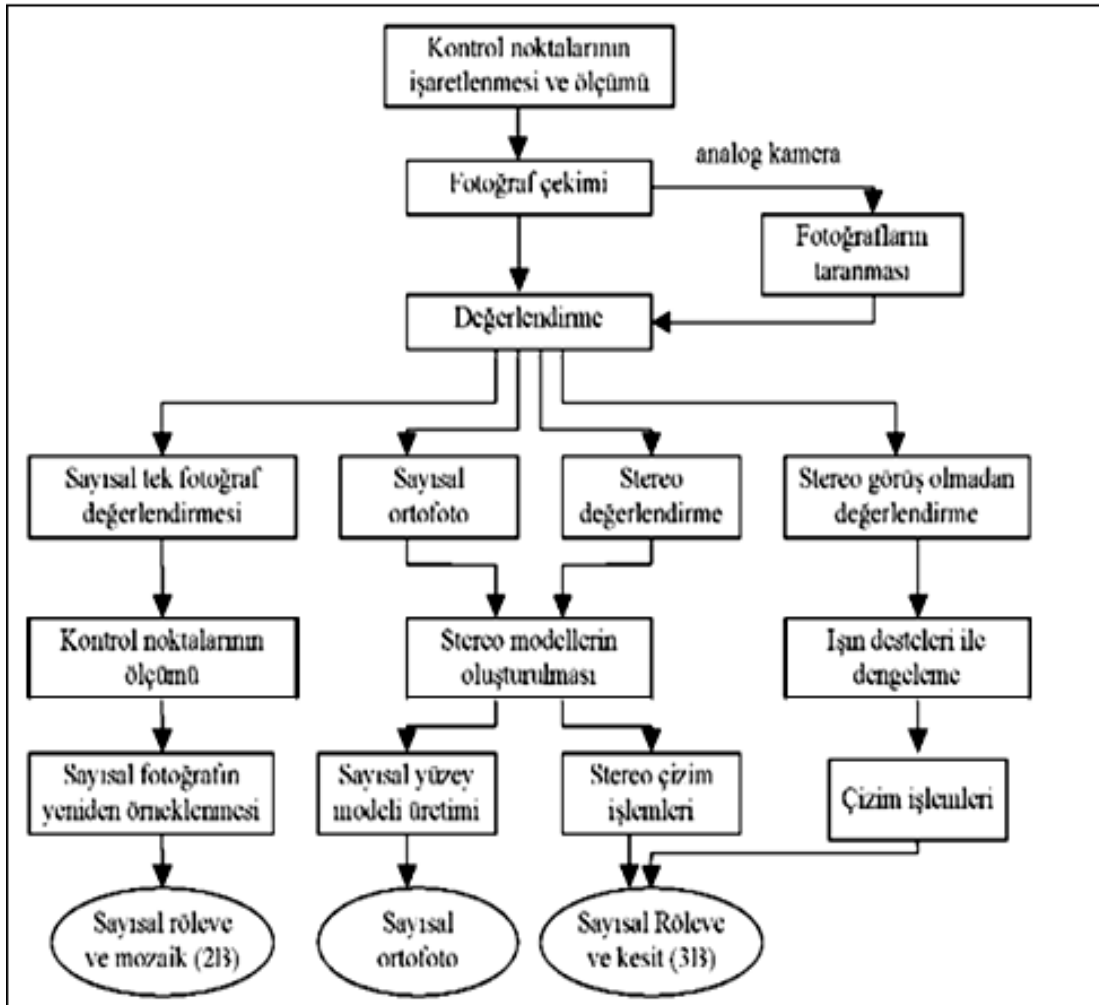 Kontrol noktalarının
işaretlenmesi ve ölçümü
Fotoğraf çekimi
analog kamera
Fotoğrafların
taranması
Değerlendirme
Sayısal tek fotoğraf
değerlendirmesi
Sayısal
ortofoto
Stereo
değerlendirme
Stereo görüş olmadan
değerlendirme
Kontrol noktalarının
ölçümü
Stereo modellerin
oluşturulması
Işın desteleri ile
dengeleme
Sayısal fotoğrafın
yeniden örneklenmesi
Sayısal yüzey
modeli üretimi
Stereo çizim
işlemleri
Çizim işlemleri
Sayısal röleve
ve mozaik (2B)
Sayısal
ortofoto
Sayısal Röleve
ve kesit (3B)